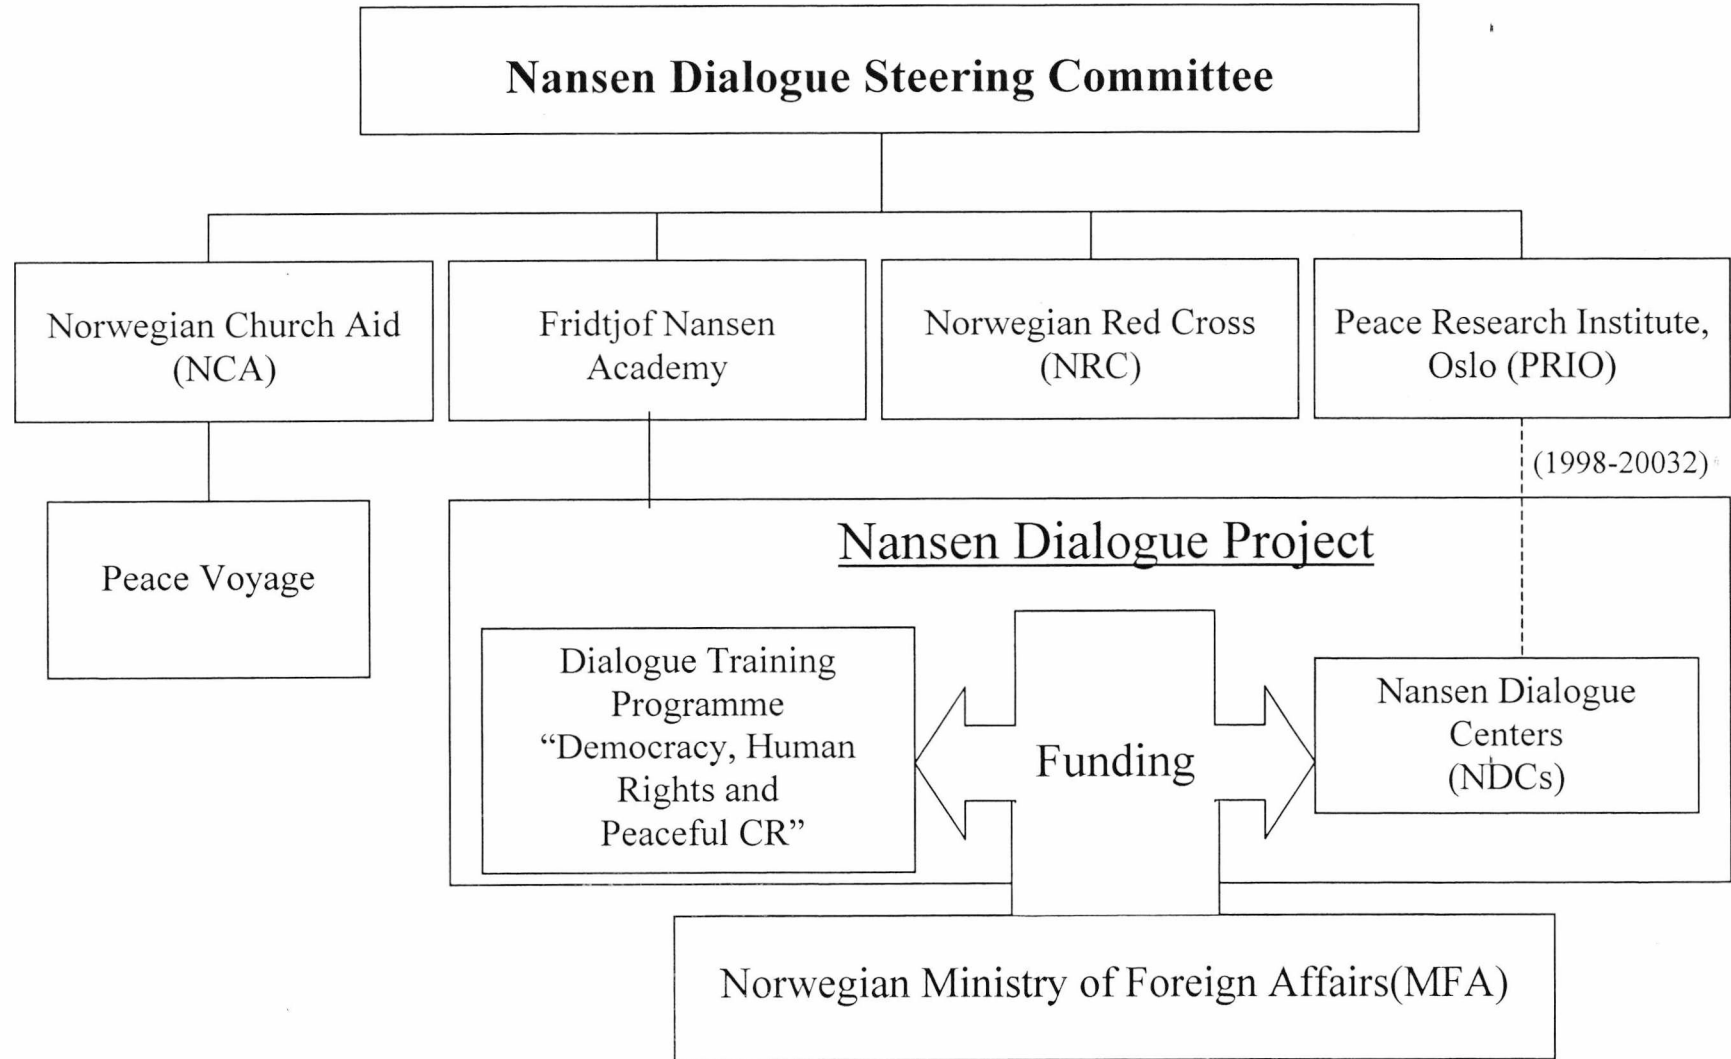 Nansen Dialogue Steering Committee
Norwegian Church Aid
(NCA)
Fridtjof Nansen
Academy
Norwegian Red Cross
(NRC)
Peace Research Institute,
Oslo (PRIO)
(1998-20032)
Peace Voyage
Nansen Dialogue Project
Dialogue Training
Programme
“Democracy, Human
Rights and
Peaceful CR”
Funding
Nansen Dialogue
Centers
(NDCs)
Norwegian Ministry of Foreign Affairs(MFA)